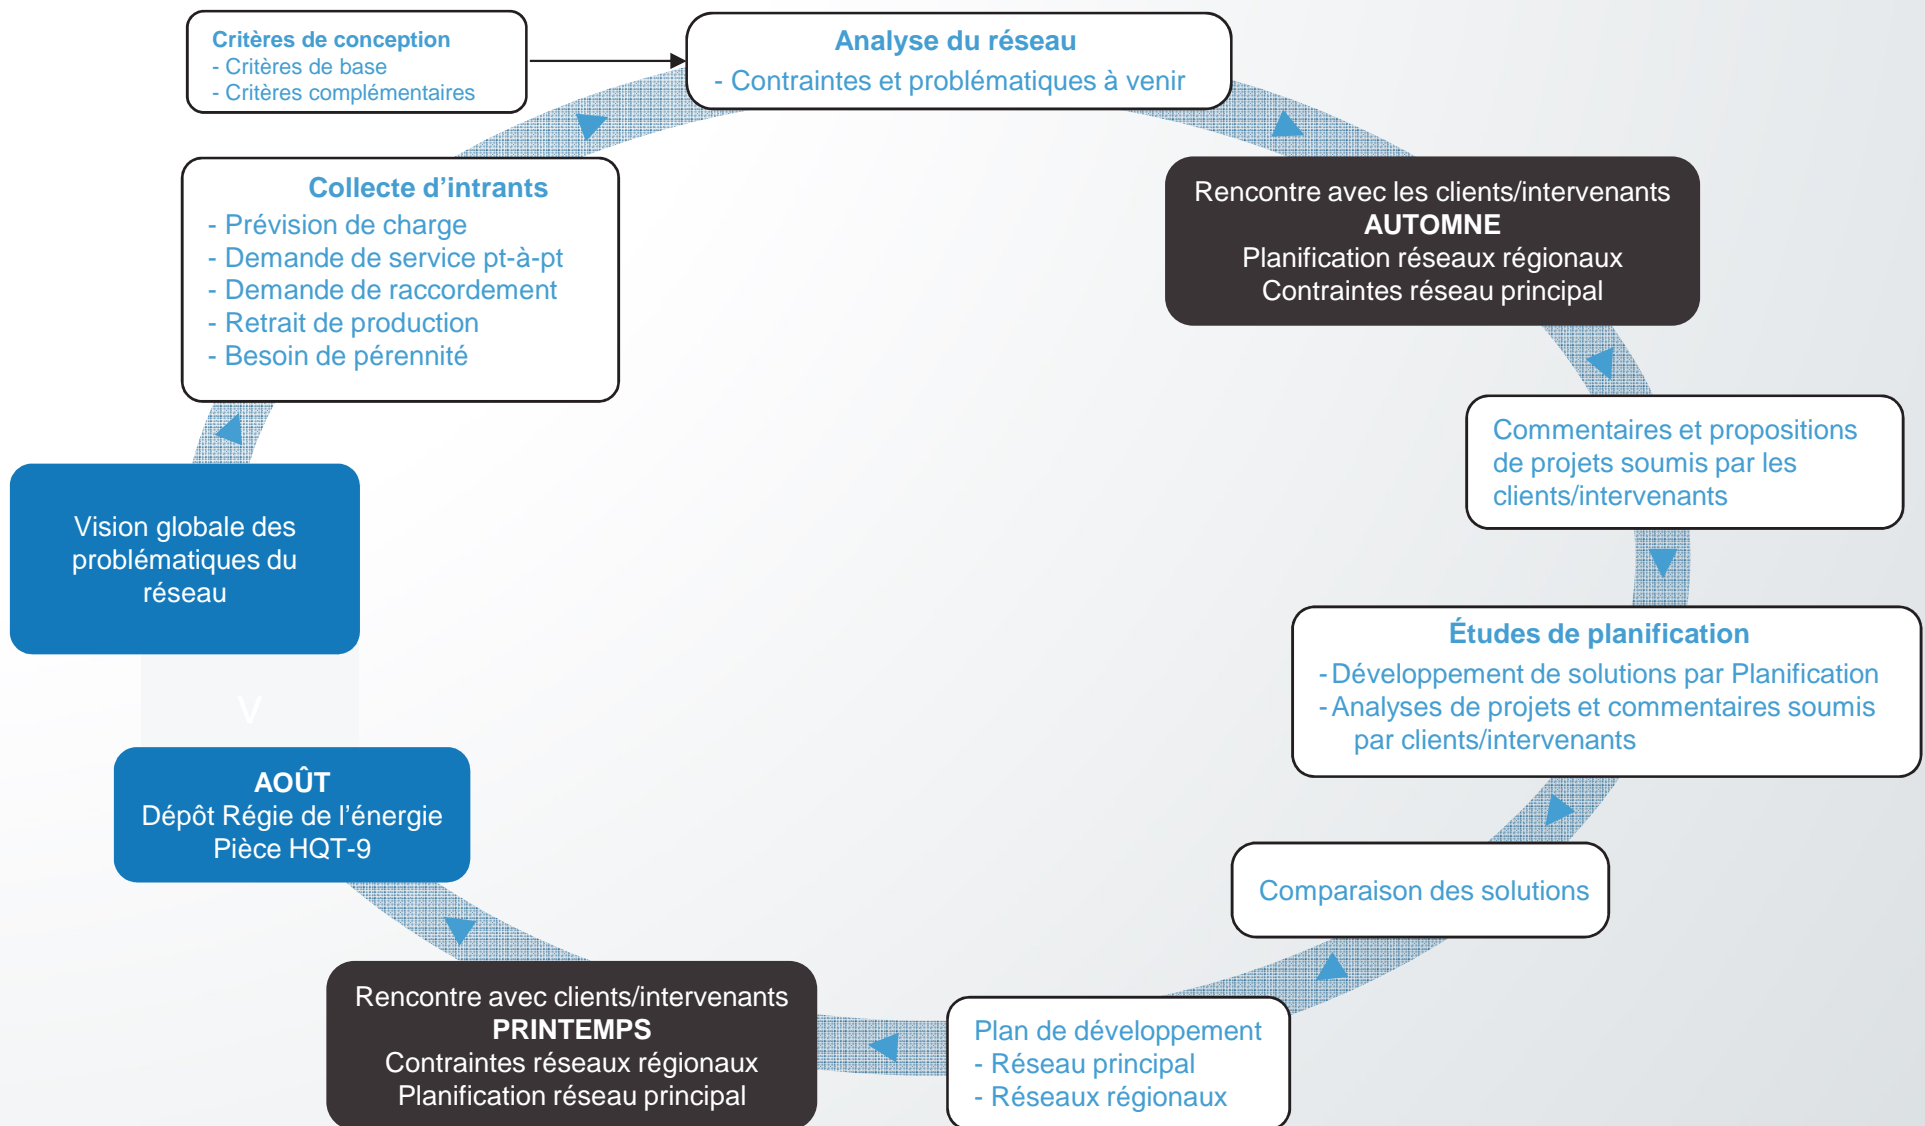 Critères de conception
- Critères de base
- Critères complémentaires
Analyse du réseau
- Contraintes et problématiques à venir
Rencontre avec les clients/intervenants
AUTOMNE
Planification réseaux régionaux
Contraintes réseau principal
Commentaires et propositions
de projets soumis par les
clients/intervenants
Études de planification
- Développement de solutions par Planification
- Analyses de projets et commentaires soumis
par clients/intervenants
Comparaison des solutions
Plan de développement
- Réseau principal
- Réseaux régionaux
Rencontre avec clients/intervenants
PRINTEMPS
Contraintes réseaux régionaux
Planification réseau principal
AOÛT
Dépôt Régie de l'énergie
Pièce HQT-9
V
Vision globale des
problématiques du
réseau
Collecte d'intrants
- Prévision de charge
- Demande de service pt-à-pt
- Demande de raccordement
- Retrait de production
- Besoin de pérennité